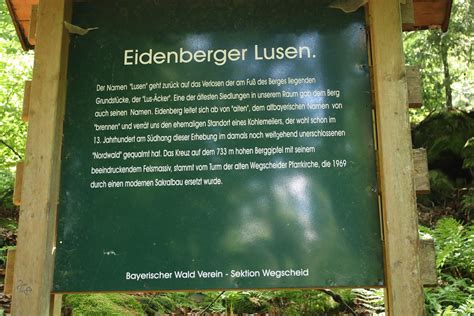 Eidenberger Lusen.
Der Namen "Lusen" geht zurück auf das Verlosen der am Fuß des Berges liegenden
Grundstücke, der "Lus-Äcker". Eine der ältesten Siedlungen in unserem Raum gab dem Berg
auch seinen Namen. Eidenberg leitet sich ab von "aiten", dem altbayerischen Namen von
"brennen" und verrät uns den ehemaligen Standort eines Kohlemeilers, der wohl schon im
13. Jahrhundert am Südhang dieser Erhebung im damals noch weitgehend unerschlossenen
"Nordwald" gequalmt hat. Das Kreuz auf dem 733 m hohen Berggipfel mit seinem
beeindruckendem Felsmassiv, stammt vom Turm der alten Wegscheider Pfarrkirche, die 1969
durch einen modernen Sakralbau ersetzt wurde.
Bayerischer Wald Verein - Sektion Wegscheid